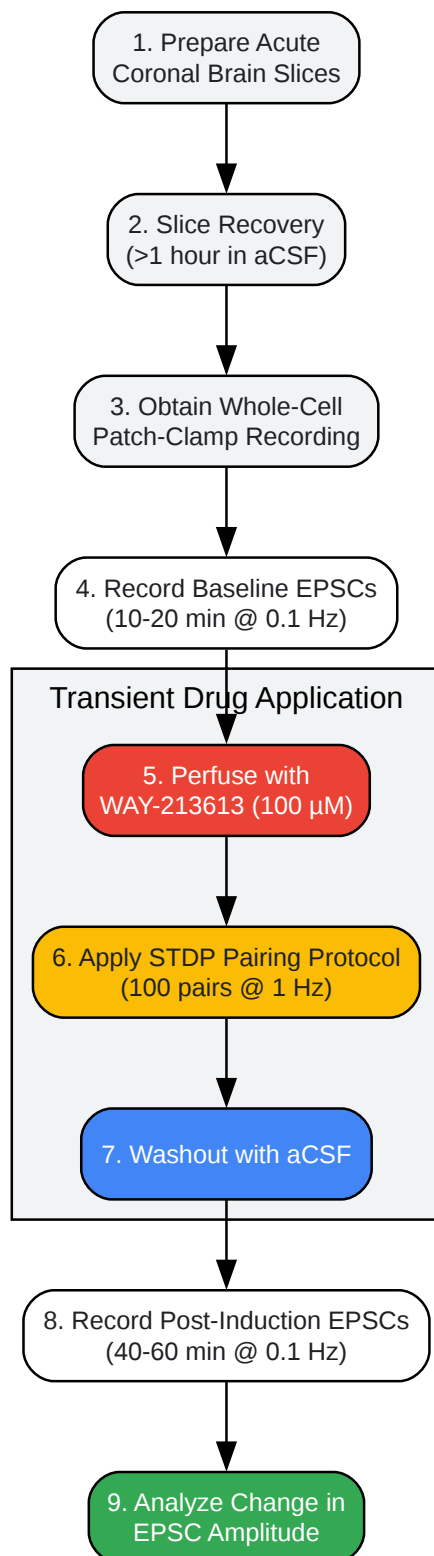 1. Prepare Acute
Coronal Brain Slices
2. Slice Recovery
(>1 hour in aCSF)
3. Obtain Whole-Cell
Patch-Clamp Recording
4. Record Baseline EPSCs
(10-20 min @ 0.1 Hz)
Transient Drug Application
5. Perfuse with
WAY-213613 (100 µM)
6. Apply STDP Pairing Protocol
(100 pairs @ 1 Hz)
7. Washout with aCSF
8. Record Post-Induction EPSCs
(40-60 min @ 0.1 Hz)
9. Analyze Change in
EPSC Amplitude